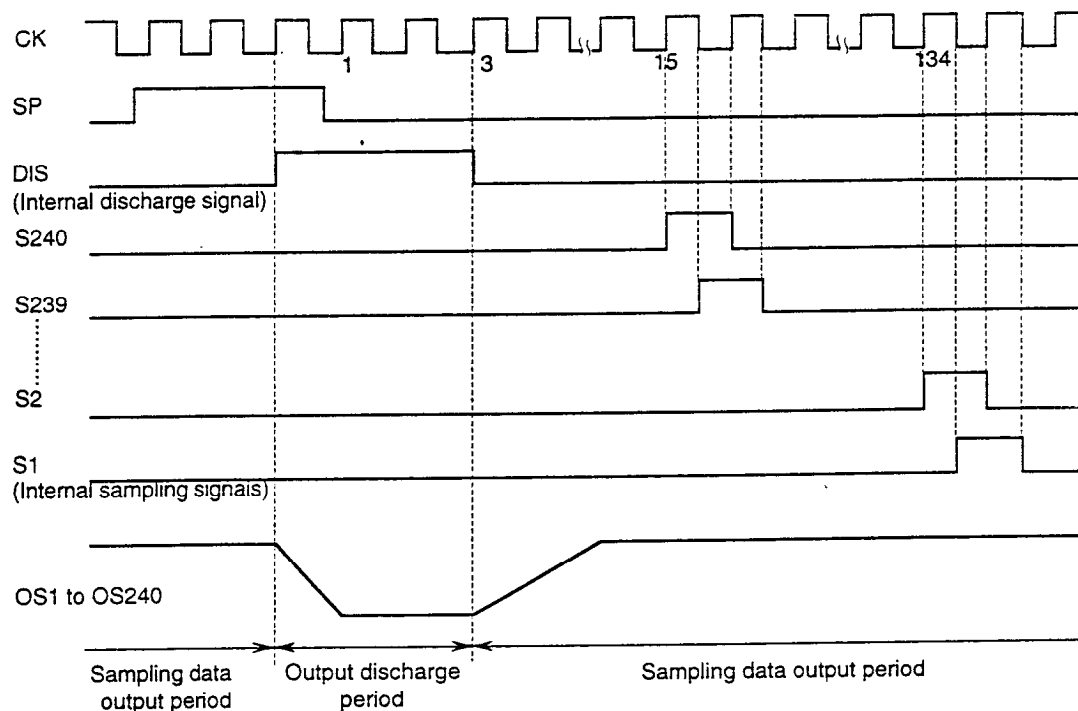 CK
1
3
15
134
SP
DIS
(Internal discharge signal)
S240
S239
S2
S1
(Internal sampling signals)
OS1 to OS240
Sampling data
output period
Output discharge
period
Sampling data output period